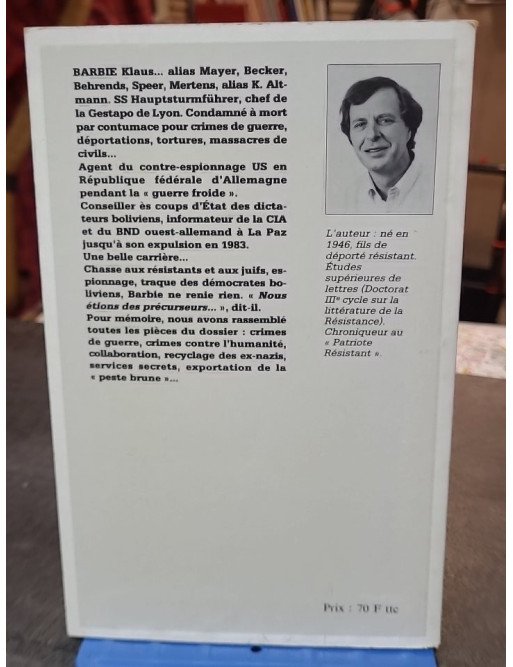 BARBIE Klaus... alias Mayer, Becker,
Behrends, Speer, Mertens, alias K. Alt-
mann. SS Hauptsturmführer, chef de
la Gestapo de Lyon. Condamné à mort
par contumace pour crimes de guerre,
déportations, tortures, massacres de
civils...
Agent du contre-espionnage US en
République fédérale d'Allemagne
pendant la « guerre froide ».
Conseiller ès coups d'État des dicta-
teurs boliviens, informateur de la CIA
et du BND ouest-allemand à La Paz
jusqu'à son expulsion en 1983.
Une belle carrière...
Chasse aux résistants et aux juifs, es-
pionnage, traque des démocrates bo-
liviens, Barbie ne renie rien. « Nous
étions des précurseurs... », dit-il.
Pour mémoire, nous avons rassemblé
toutes les pièces du dossier : crimes
de guerre, crimes contre l'humanité,
collaboration, recyclage des ex-nazis,
services secrets, exportation de la
« peste brune »...
L'auteur : né en
1946, fils de
déporté résistant.
Études
supérieures de
lettres (Doctorat
IIIe cycle sur la
littérature de la
Résistance).
Chroniqueur au
« Patriote
Résistant ».
Prix : 70 F ttc